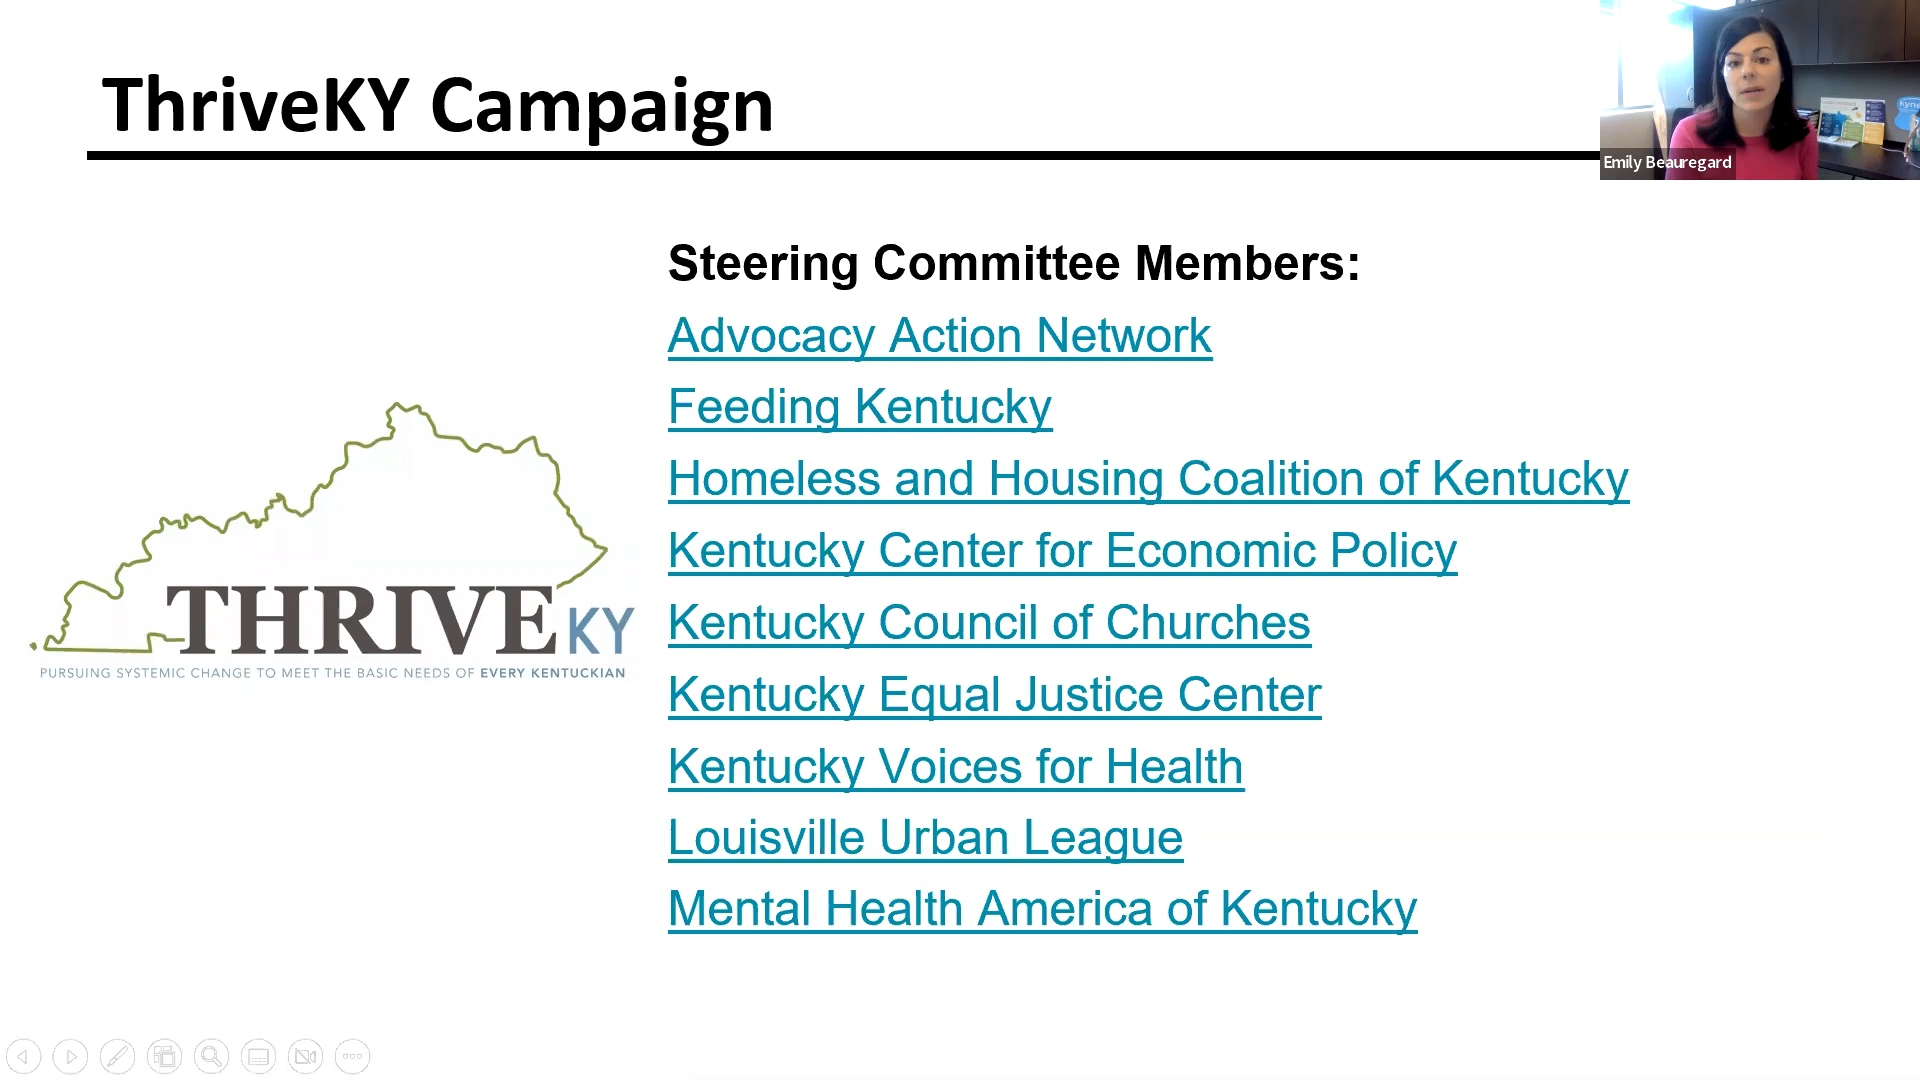 ThriveKY Campaign
Emily Beauregard
Steering Committee Members:
Advocacy Action Network
Feeding Kentucky
Homeless and Housing Coalition of Kentucky
Kentucky Center for Economic Policy
Kentucky Council of Churches
Kentucky Equal Justice Center
Kentucky Voices for Health
Louisville Urban League
Mental Health America of Kentucky
THRIVE KY
PURSUING SYSTEMIC CHANGE TO MEET THE BASIC NEEDS OF EVERY KENTUCKIAN